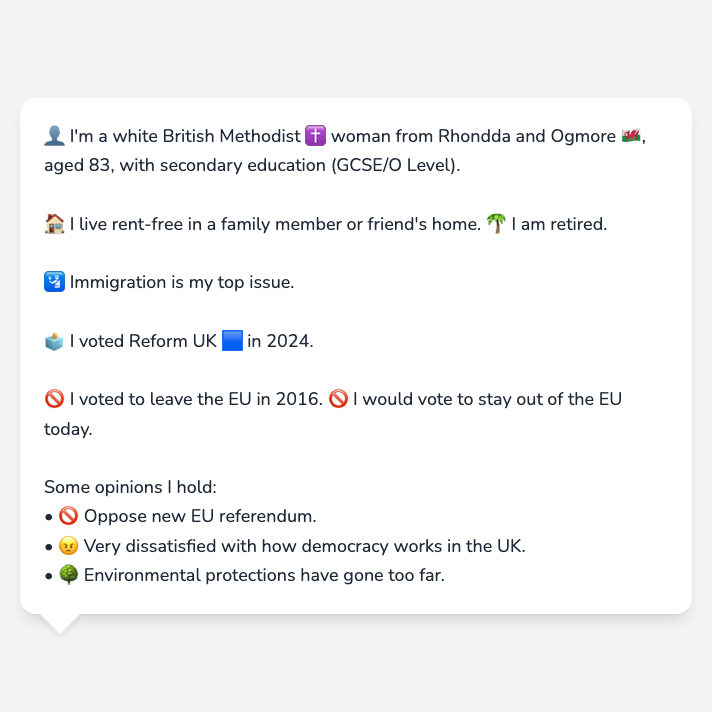 👤 I'm a white British Methodist ✝️ woman from Rhondda and Ogmore 🏴󠁧󠁢󠁷󠁬󠁳󠁿,
aged 83, with secondary education (GCSE/O Level).
🏠 I live rent-free in a family member or friend's home. 🌴 I am retired.
🛂 Immigration is my top issue.
🗳️ I voted Reform UK 🟦 in 2024.
🚫 I voted to leave the EU in 2016. 🚫 I would vote to stay out of the EU
today.
Some opinions I hold:
• 🚫 Oppose new EU referendum.
• 😠 Very dissatisfied with how democracy works in the UK.
• 🌳 Environmental protections have gone too far.